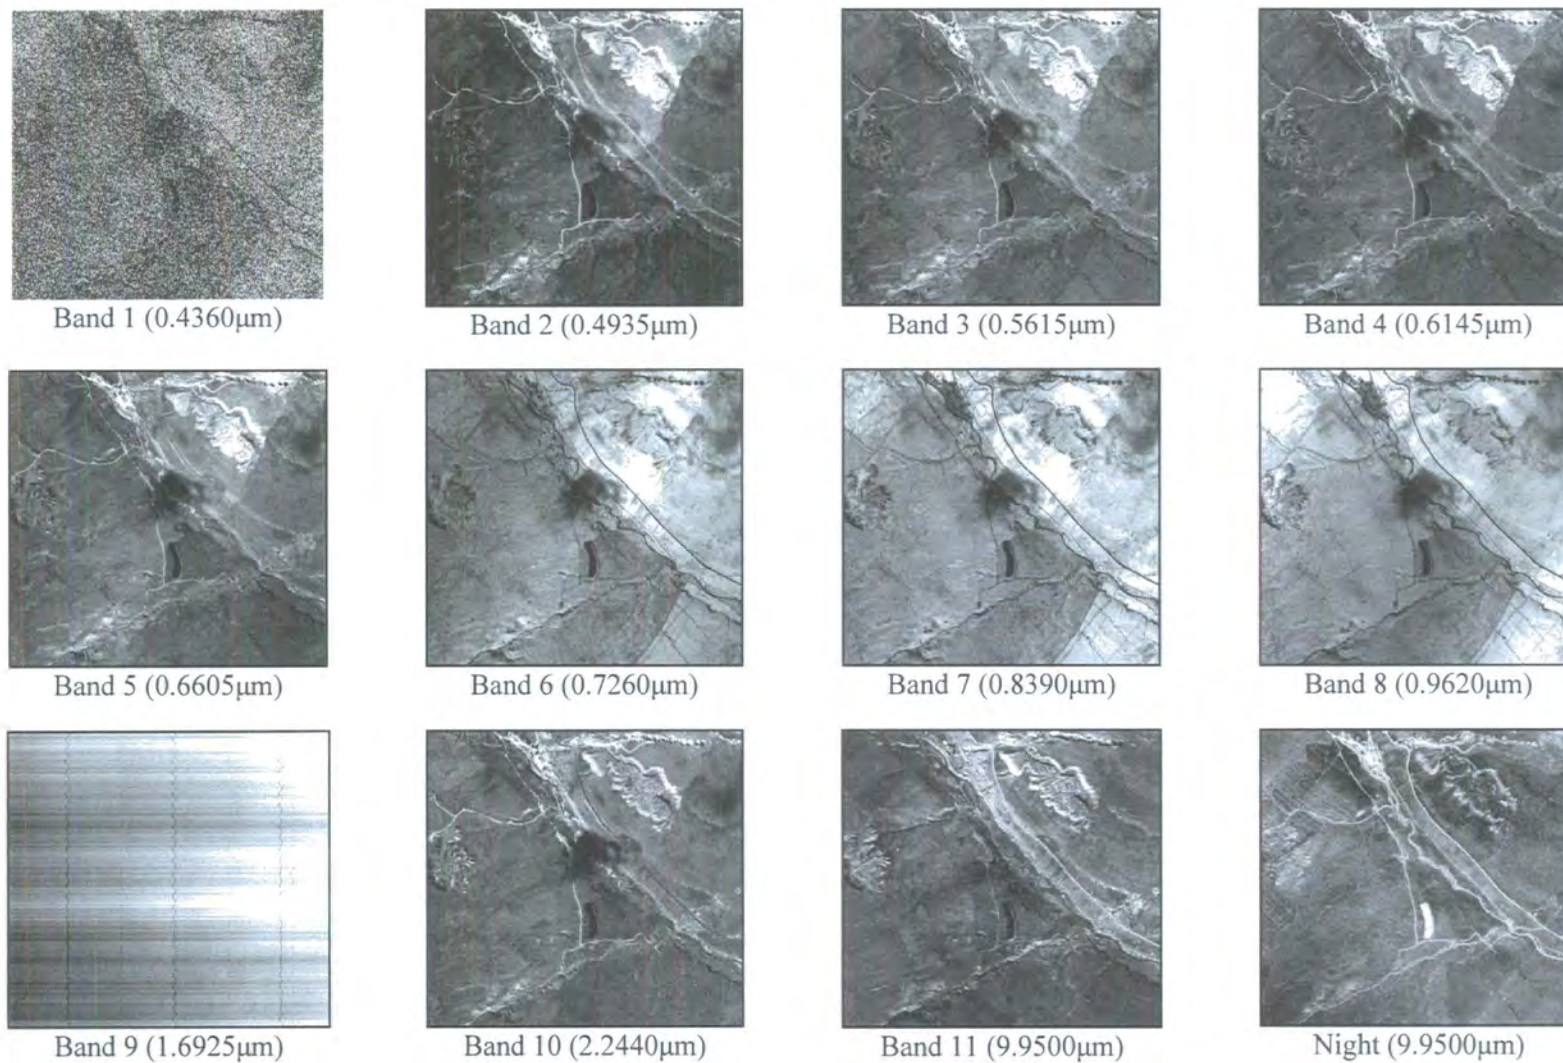 Band 1 (0.4360μm)
Band 2 (0.4935μm)
Band 3 (0.5615μm)
Band 4 (0.6145μm)
Band 5 (0.6605μm)
Band 6 (0.7260μm)
Band 7 (0.8390μm)
Band 8 (0.9620μm)
Band 9 (1.6925μm)
Band 10 (2.2440μm)
Band 11 (9.9500μm)
Night (9.9500μm)